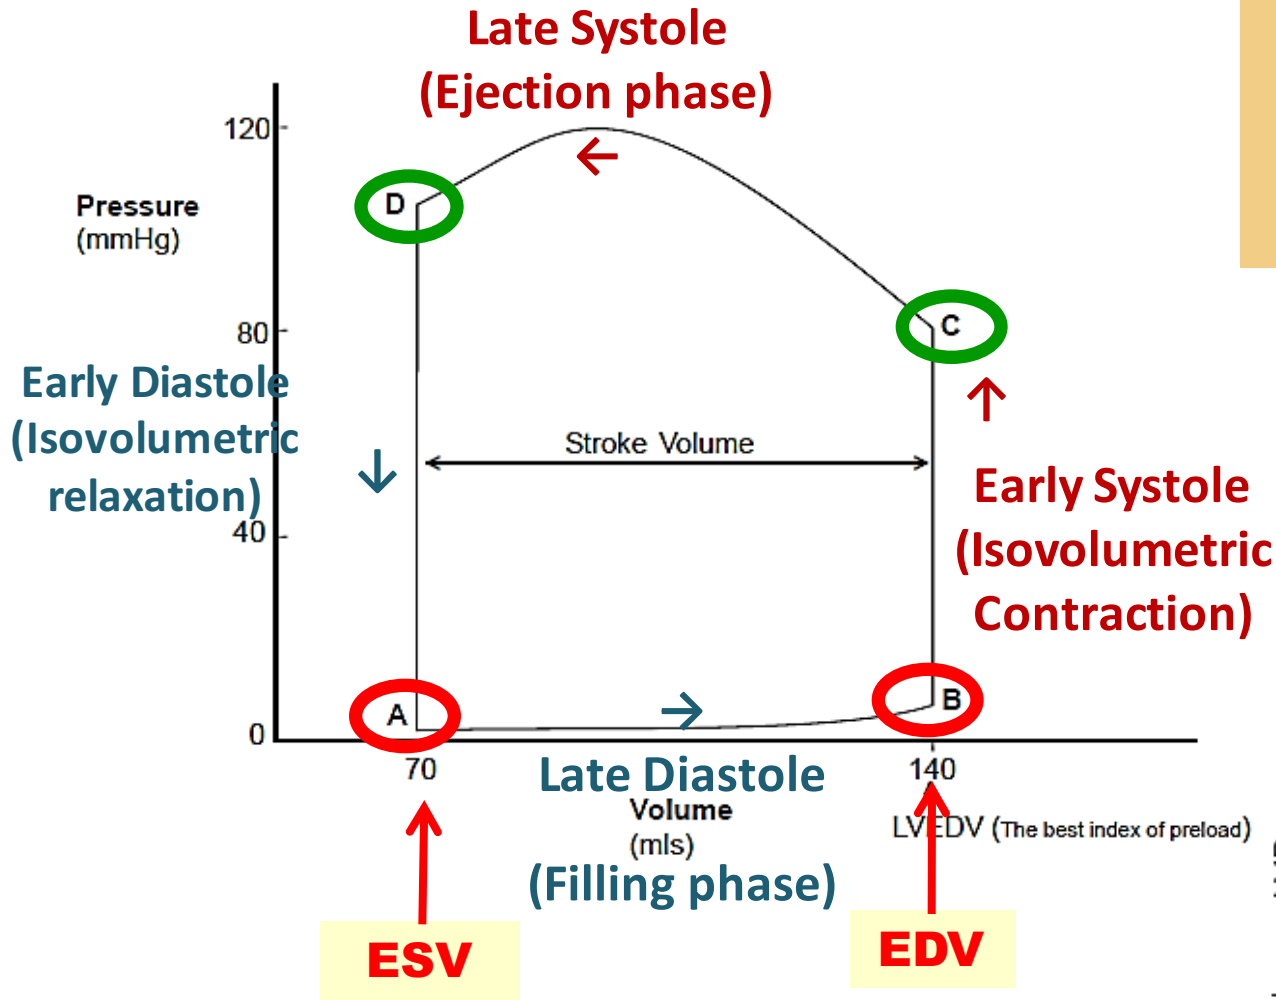 Late Systole
(Ejection phase)
120
D
Pressure
(mmHg)
C
80
Early Diastole
(Isovolumetric
relaxation)
Stroke Volume
Early Systole
(Isovolumetric
Contraction)
40
A
B
0
70
140
Late Diastole
Volume
(mls)
LVEDV (The best index of preload)
(Filling phase)
ESV
EDV